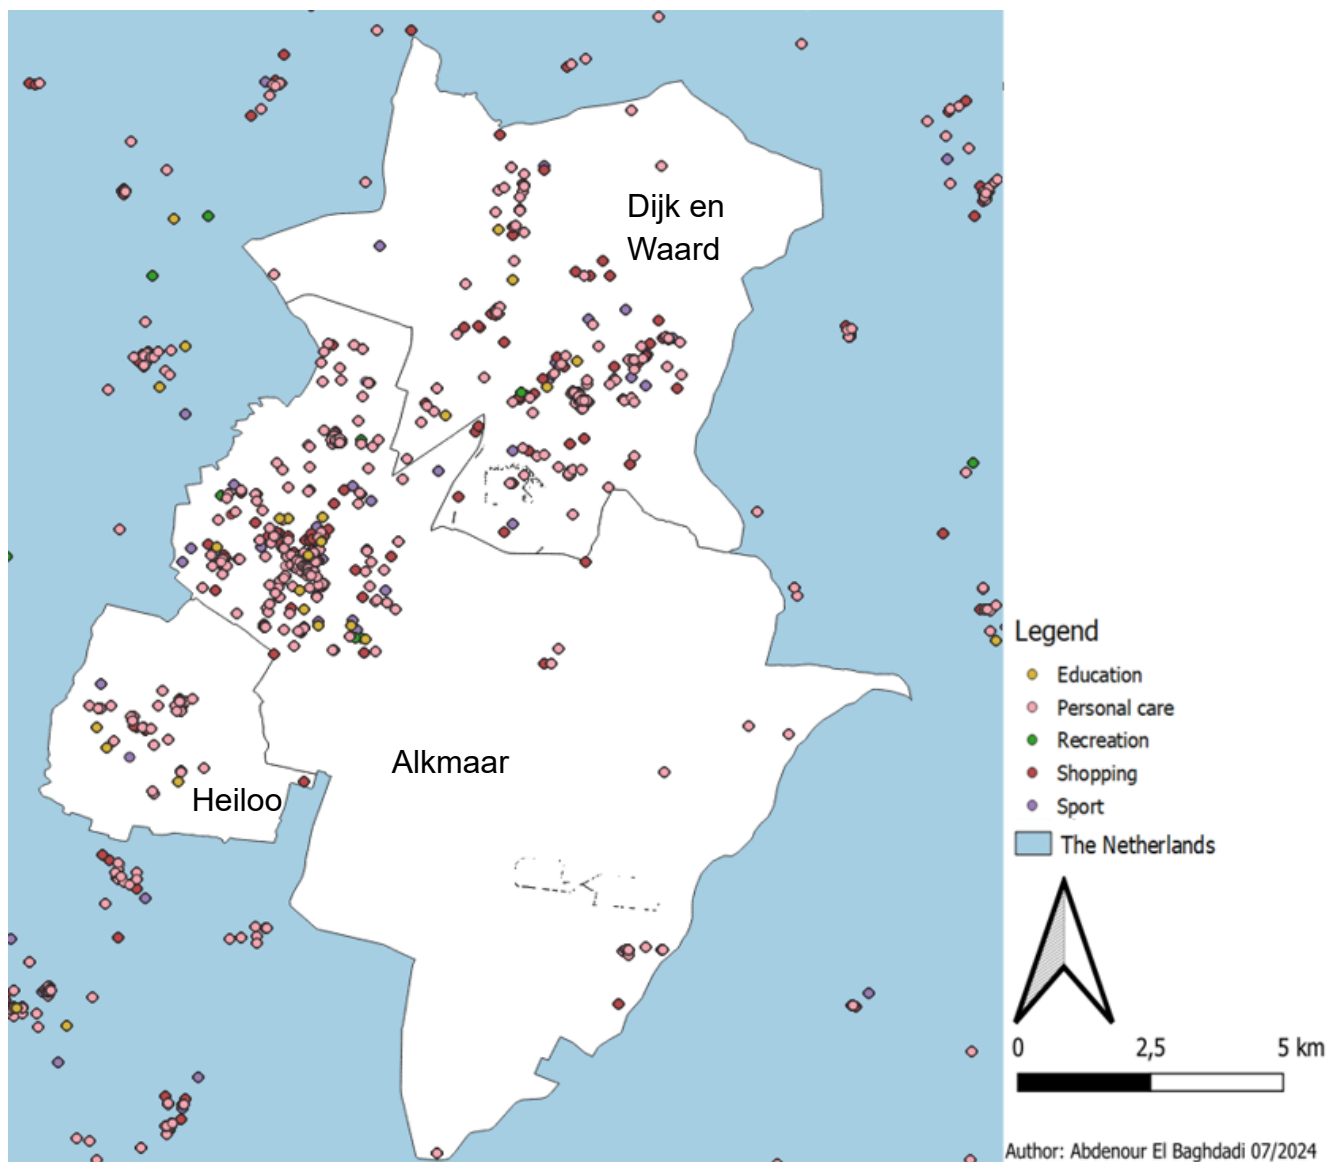 Dijk en
Waard
Alkmaar
Heiloo
Legend
Education
Personal care
Recreation
Shopping
Sport
The Netherlands
0 2,5 5 km
Author: Abdenour El Baghdadi 07/2024